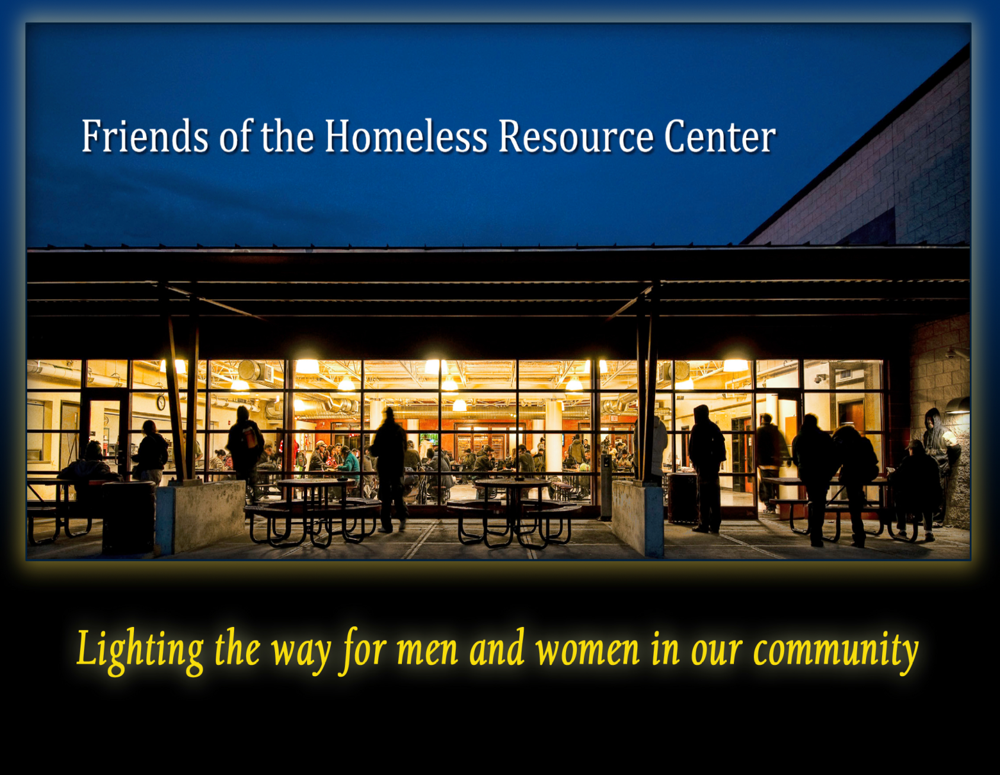 Friends of the Homeless Resource Center
Lighting the way for men and women in our community